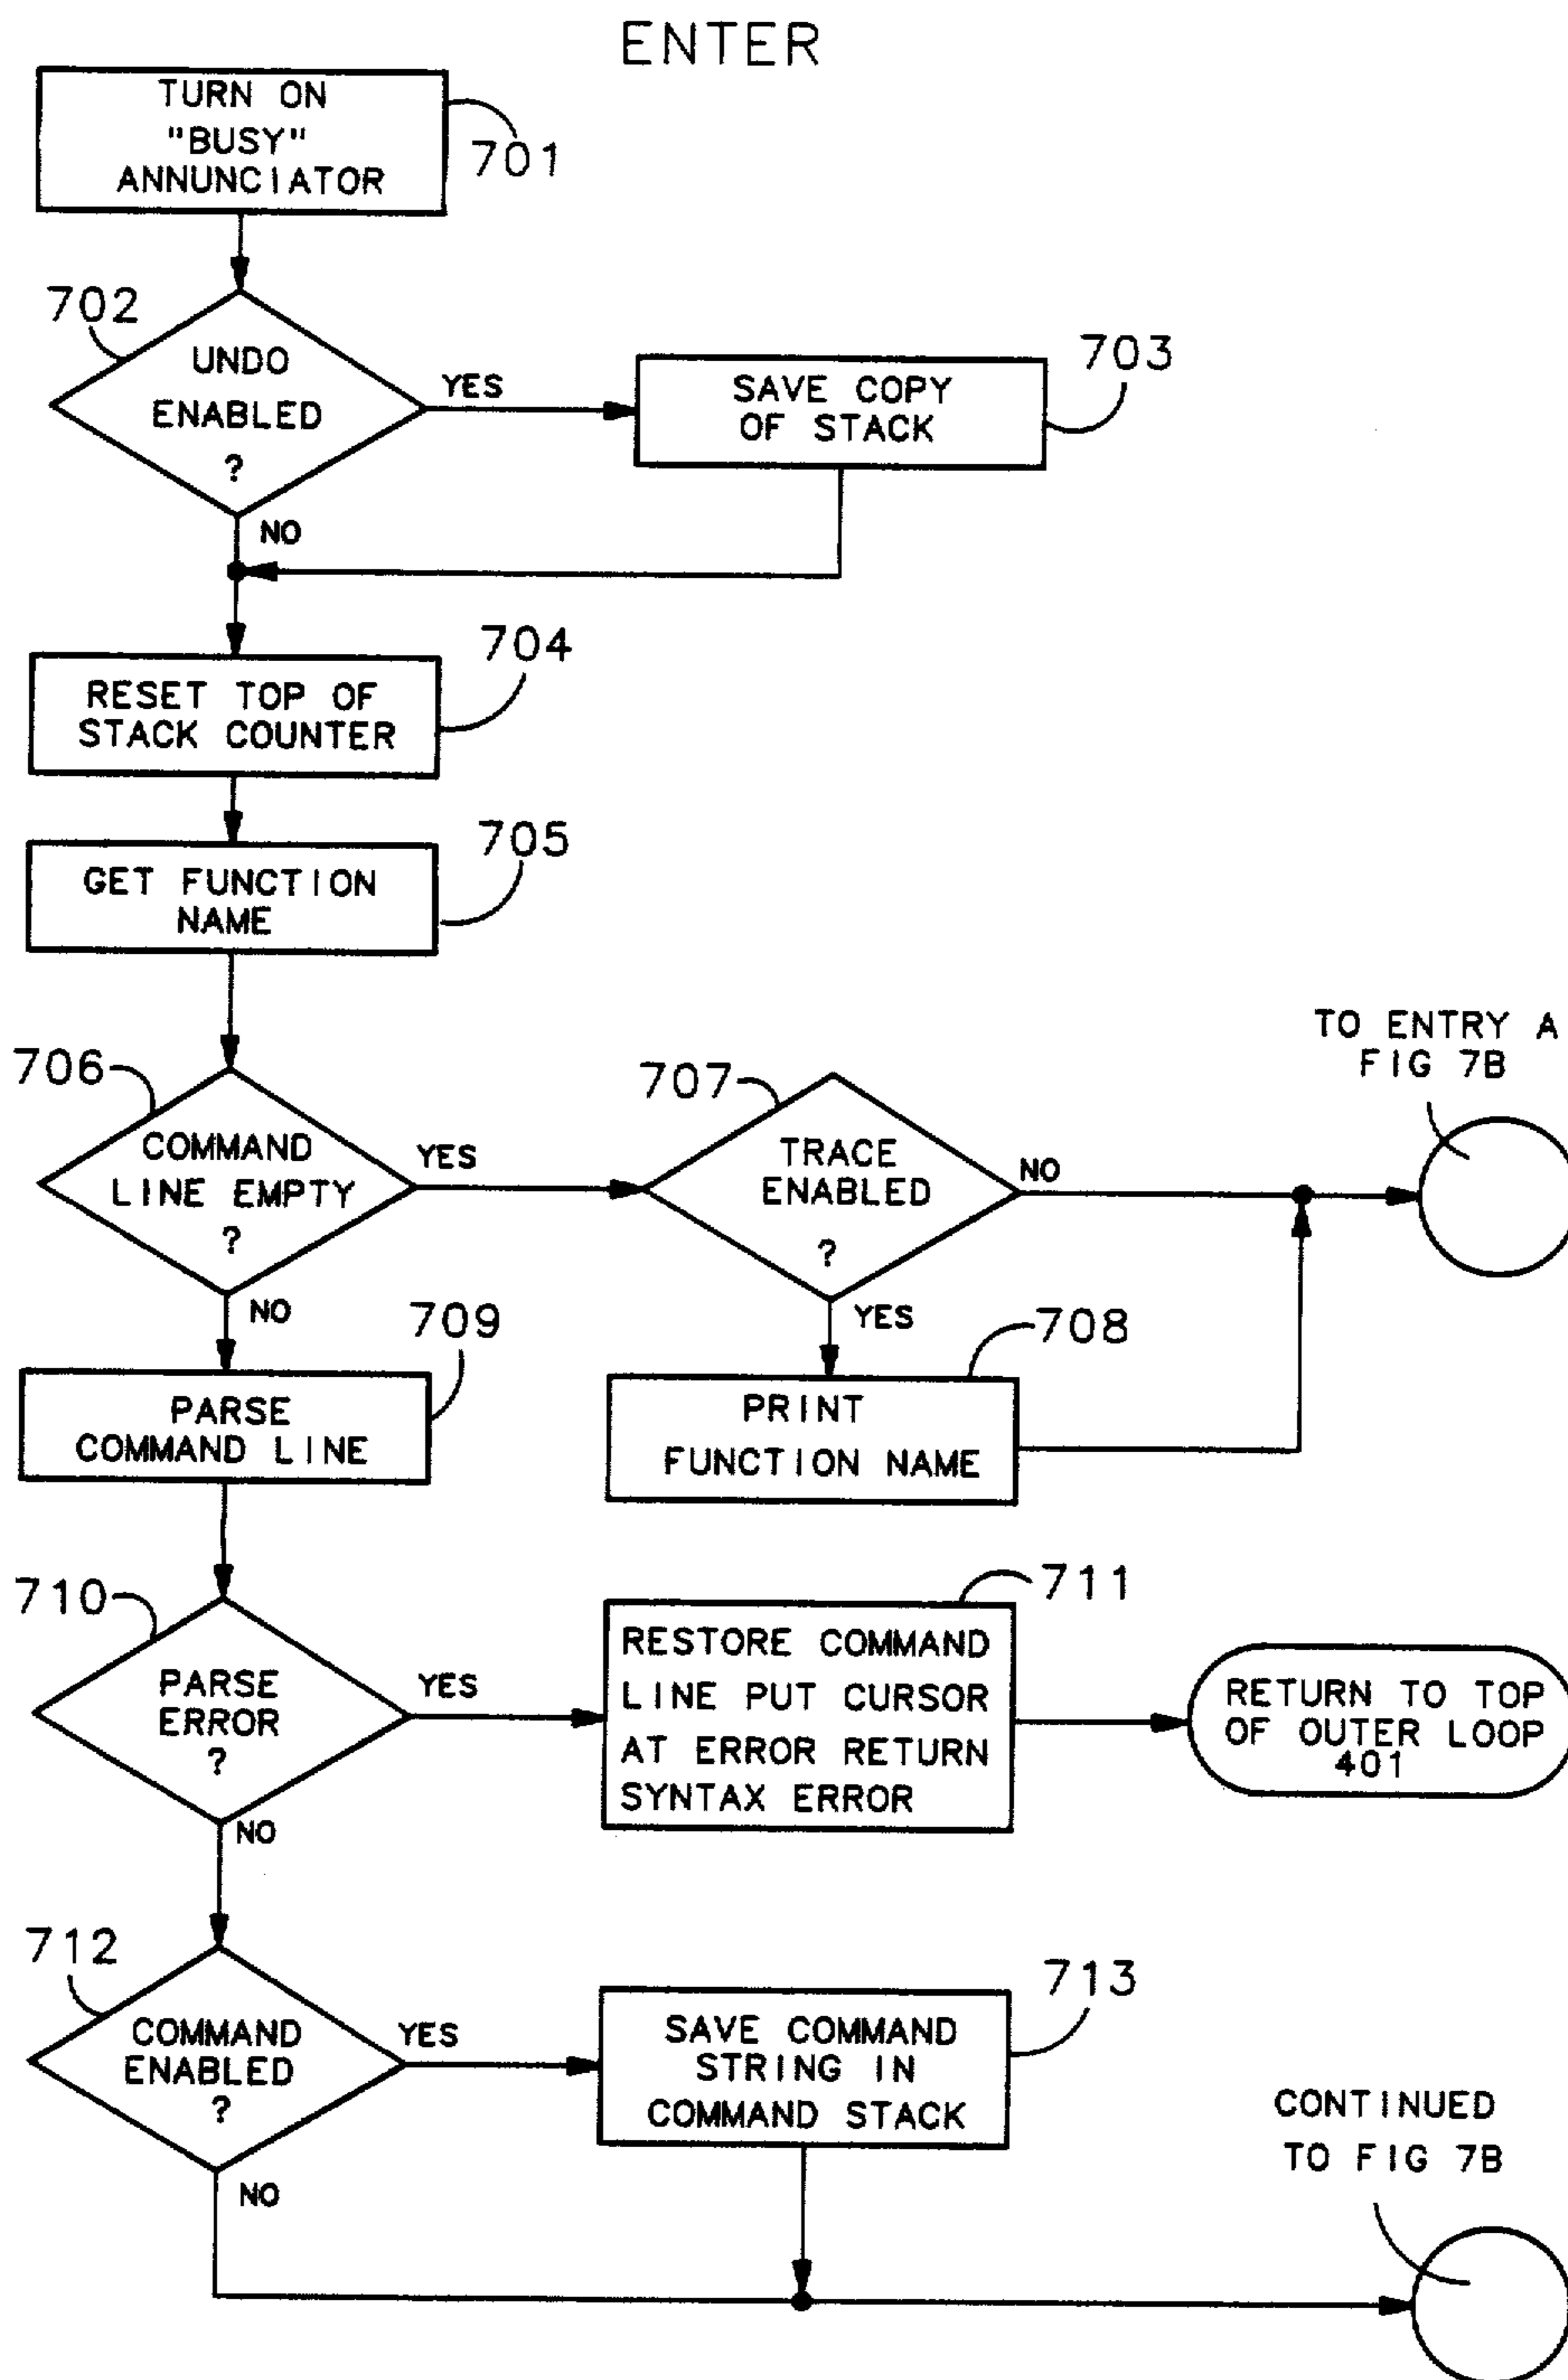 ENTER
TURN ON
"BUSY"
ANNUNCIATOR
701
702
UNDO
ENABLED
?
YES
NO
SAVE COPY
OF STACK
703
RESET TOP OF
STACK COUNTER
704
GET FUNCTION
NAME
705
706
COMMAND
LINE EMPTY
?
YES
NO
707
TRACE
ENABLED
?
NO
YES
TO ENTRY A
FIG 7B
708
PRINT
FUNCTION NAME
709
PARSE
COMMAND LINE
710
PARSE
ERROR
?
YES
NO
711
RESTORE COMMAND
LINE PUT CURSOR
AT ERROR RETURN
SYNTAX ERROR
RETURN TO TOP
OF OUTER LOOP
401
712
COMMAND
ENABLED
?
YES
NO
713
SAVE COMMAND
STRING IN
COMMAND STACK
CONTINUED
TO FIG 7B